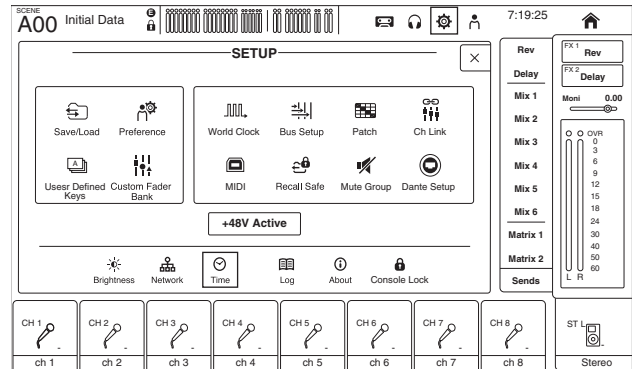 SCENE
A00 Initial Data
E
7:19:25
SETUP
×
Save/Load
Preference
World Clock
Bus Setup
Patch
Ch Link
A
Usesr Defined
Keys
Custom Fader
Bank
MIDI
Recall Safe
Mute Group
Dante Setup
+48V Active
Brightness
Network
Time
Log
About
Console Lock
Rev
Delay
Mix 1
Mix 2
Mix 3
Mix 4
Mix 5
Mix 6
Matrix 1
Matrix 2
Sends
FX 1
Rev
FX 2
Delay
Moni 0.00
OVR
0
3
6
9
12
15
18
24
30
40
50
60
L R
CH 1
CH 2
CH 3
CH 4
CH 5
CH 6
CH 7
CH 8
ST L
ch 1
ch 2
ch 3
ch 4
ch 5
ch 6
ch 7
ch 8
Stereo